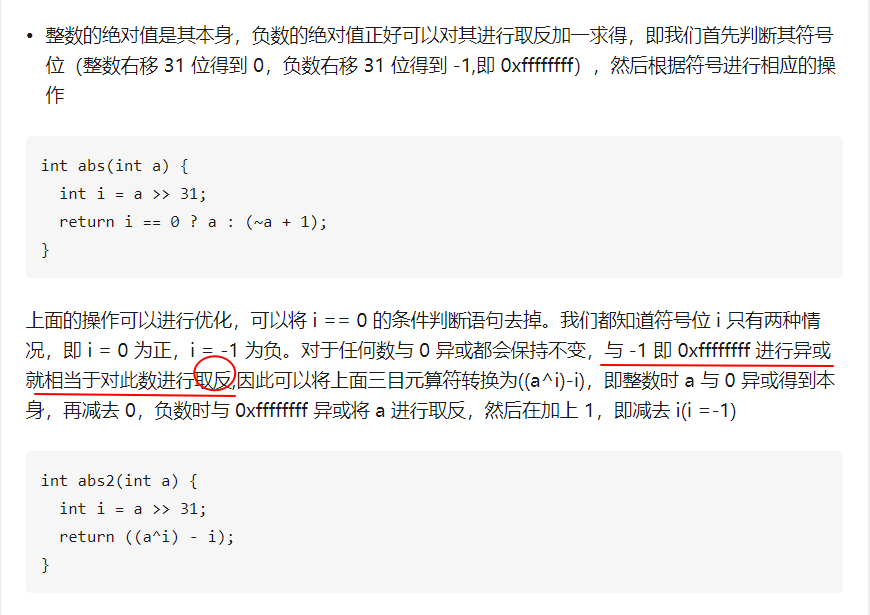 • 整数的绝对值是其本身，负数的绝对值正好可以对其进行取反加一求得，即我们首先判断其符号
位（整数右移 31 位得到 0，负数右移 31 位得到 -1,即 0xffffffff），然后根据符号进行相应的操
作
int abs(int a) {
  int i = a >> 31;
  return i == 0 ? a : (~a + 1);
}
上面的操作可以进行优化，可以将 i == 0 的条件判断语句去掉。我们都知道符号位 i 只有两种情
况，即 i = 0 为正，i = -1 为负。对于任何数与 0 异或都会保持不变，与 -1 即 0xffffffff 进行异或
就相当于对此数进行取反,因此可以将上面三目元算符转换为((a^i)-i)，即整数时 a 与 0 异或得到本
身，再减去 0，负数时与 0xffffffff 异或将 a 进行取反，然后在加上 1，即减去 i(i =-1)
int abs2(int a) {
  int i = a >> 31;
  return ((a^i) - i);
}